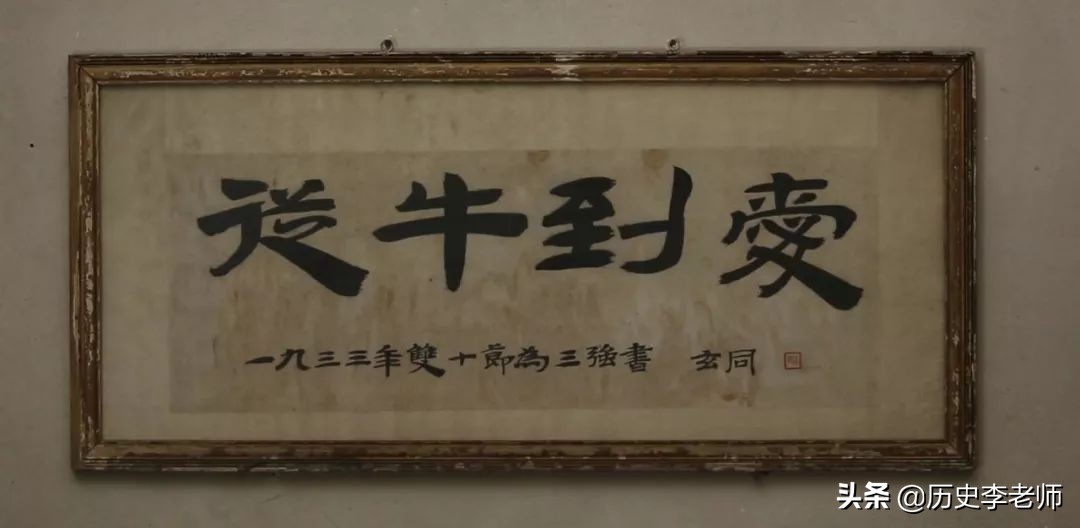 從牛到愛
一九三三年雙十節為三強書 玄同
头条 @历史李老师